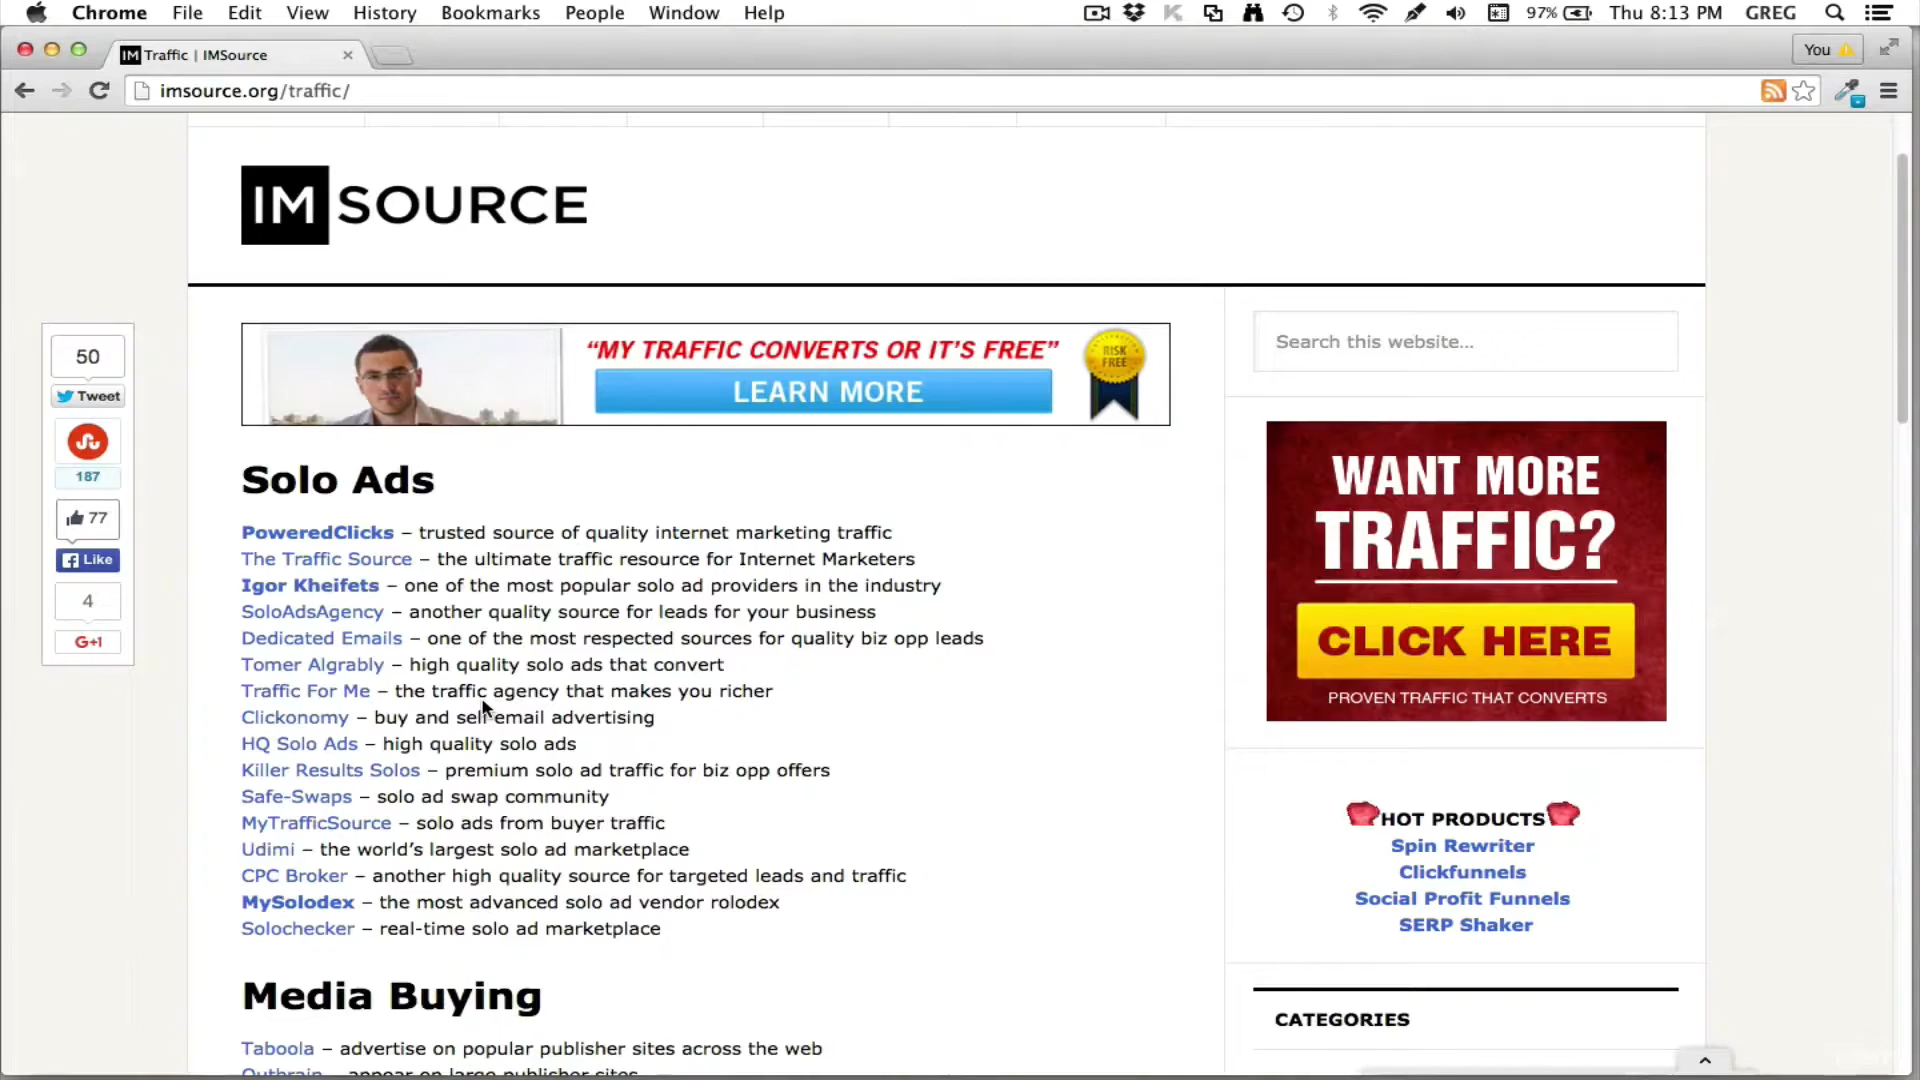 Chrome File Edit View History Bookmarks People Window Help 97% Thu 8:13 PM GREG
IM Traffic | IMSource
You
imsource.org/traffic/
IM SOURCE
"MY TRAFFIC CONVERTS OR IT'S FREE"
LEARN MORE
RISK
FREE
Search this website...
50
Tweet
187
77
Like
4
G+1
Solo Ads
PoweredClicks – trusted source of quality internet marketing traffic
The Traffic Source – the ultimate traffic resource for Internet Marketers
Igor Kheifets – one of the most popular solo ad providers in the industry
SoloAdsAgency – another quality source for leads for your business
Dedicated Emails – one of the most respected sources for quality biz opp leads
Tomer Algrably – high quality solo ads that convert
Traffic For Me – the traffic agency that makes you richer
Clickonomy – buy and sell email advertising
HQ Solo Ads – high quality solo ads
Killer Results Solos – premium solo ad traffic for biz opp offers
Safe-Swaps – solo ad swap community
MyTrafficSource – solo ads from buyer traffic
Udimi – the world's largest solo ad marketplace
CPC Broker – another high quality source for targeted leads and traffic
MySolodex – the most advanced solo ad vendor rolodex
Solochecker – real-time solo ad marketplace
Media Buying
Taboola – advertise on popular publisher sites across the web
Outbrain – appear on large publisher sites
WANT MORE
TRAFFIC?
CLICK HERE
PROVEN TRAFFIC THAT CONVERTS
HOT PRODUCTS
Spin Rewriter
Clickfunnels
Social Profit Funnels
SERP Shaker
CATEGORIES